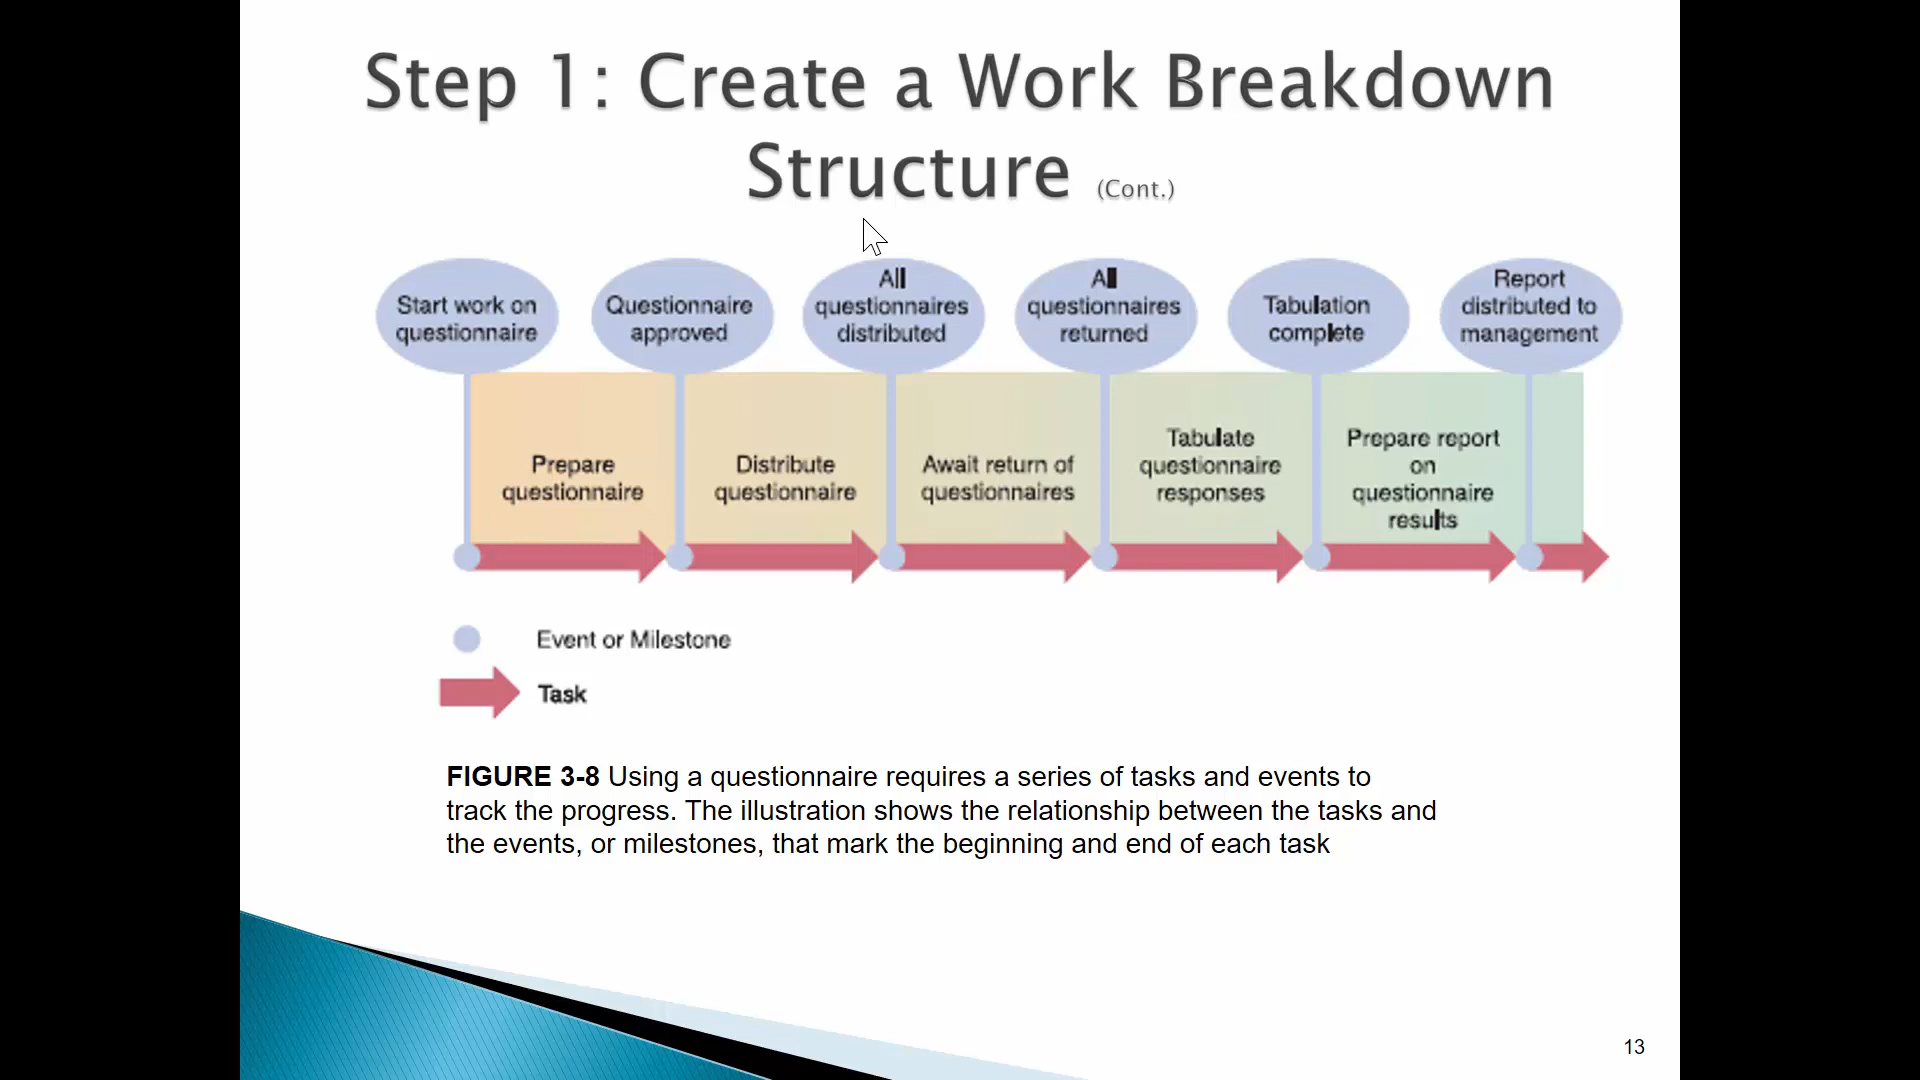 Step 1: Create a Work Breakdown
Structure (Cont.)
Start work on
questionnaire
Questionnaire
approved
All
questionnaires
distributed
All
questionnaires
returned
Tabulation
complete
Report
distributed to
management
Prepare
questionnaire
Distribute
questionnaire
Await return of
questionnaires
Tabulate
questionnaire
responses
Prepare report
on
questionnaire
results
Event or Milestone
Task
FIGURE 3-8 Using a questionnaire requires a series of tasks and events to
track the progress. The illustration shows the relationship between the tasks and
the events, or milestones, that mark the beginning and end of each task
13